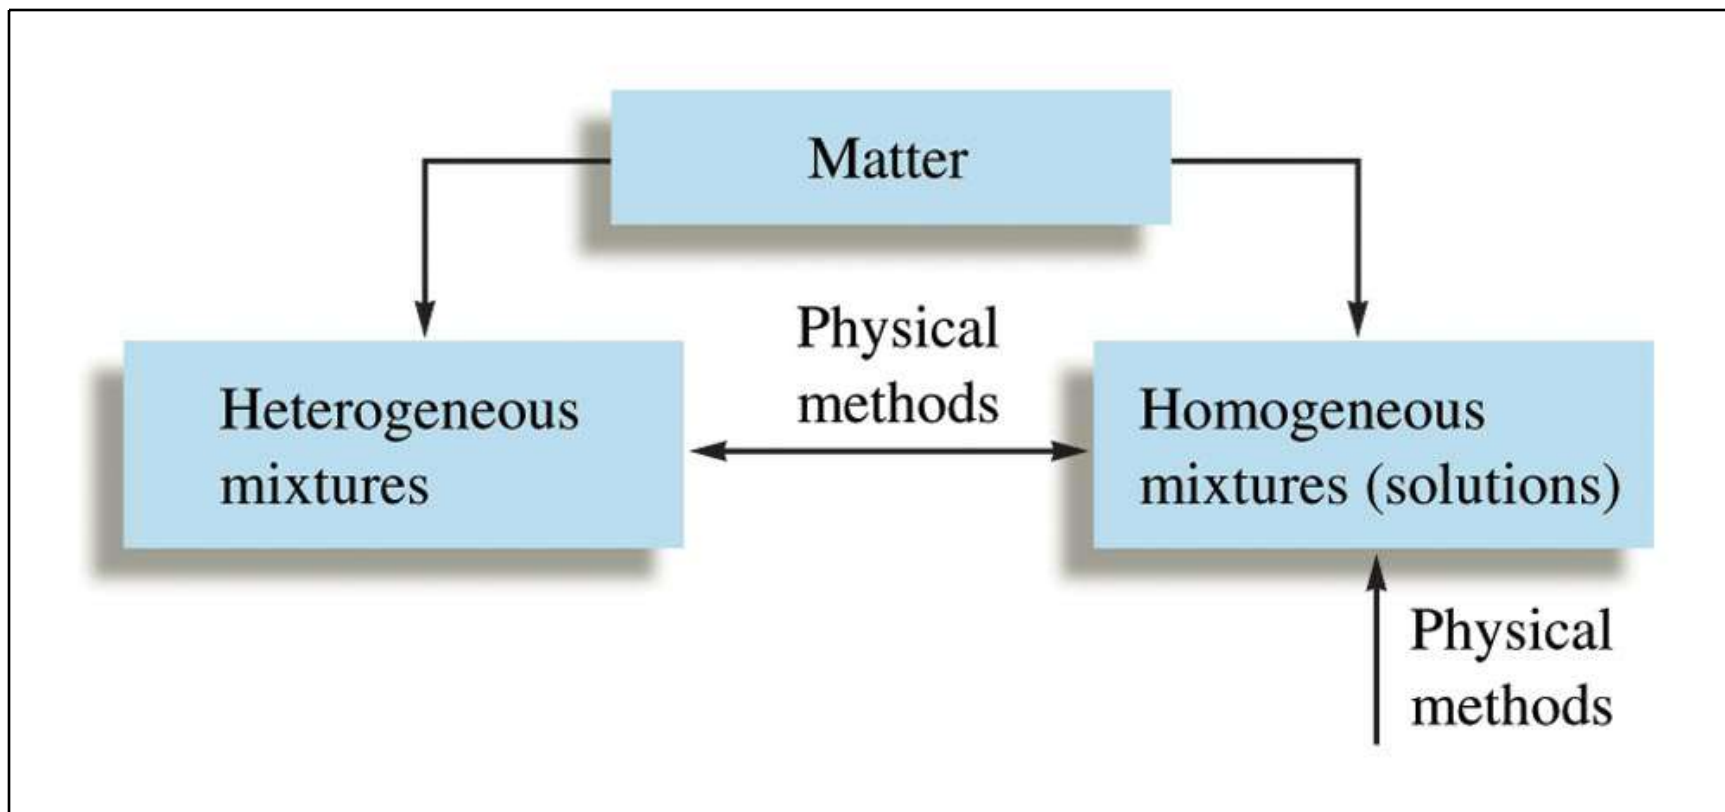 Matter
Physical
methods
Heterogeneous
mixtures
Homogeneous
mixtures (solutions)
Physical
methods